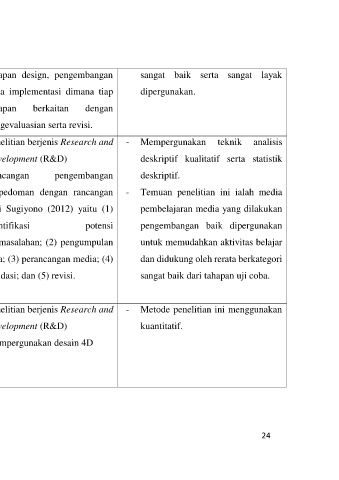 apan design, pengembangan
a implementasi dimana tiap
apan berkaitan dengan
gevaluasian serta revisi.
sangat baik serta sangat layak
dipergunakan.
elitian berjenis Research and
velopment (R&D)
ncangan pengembangan
pedoman dengan rancangan
i Sugiyono (2012) yaitu (1)
ntifikasi potensi
masalahan; (2) pengumpulan
a; (3) perancangan media; (4)
dasi; dan (5) revisi.
- Mempergunakan teknik analisis
deskriptif kualitatif serta statistik
deskriptif.
- Temuan penelitian ini ialah media
pembelajaran media yang dilakukan
pengembangan baik dipergunakan
untuk memudahkan aktivitas belajar
dan didukung oleh rerata berkategori
sangat baik dari tahapan uji coba.
elitian berjenis Research and
velopment (R&D)
mpergunakan desain 4D
- Metode penelitian ini menggunakan
kuantitatif.
24